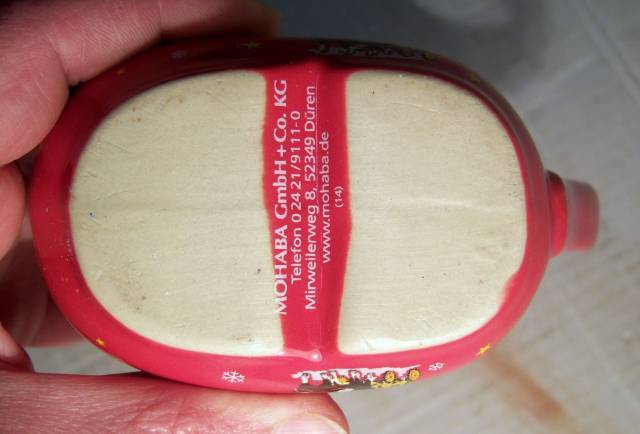 MOHABA GmbH+Co. KG
Telefon 0 24 21/9111-0
Mirweilerweg 8, 52349 Düren
www.mohaba.de
(14)